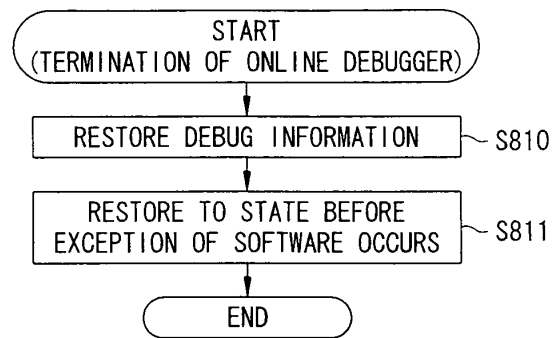 START
(TERMINATION OF ONLINE DEBUGGER)
RESTORE DEBUG INFORMATION
S810
RESTORE TO STATE BEFORE
EXCEPTION OF SOFTWARE OCCURS
S811
END